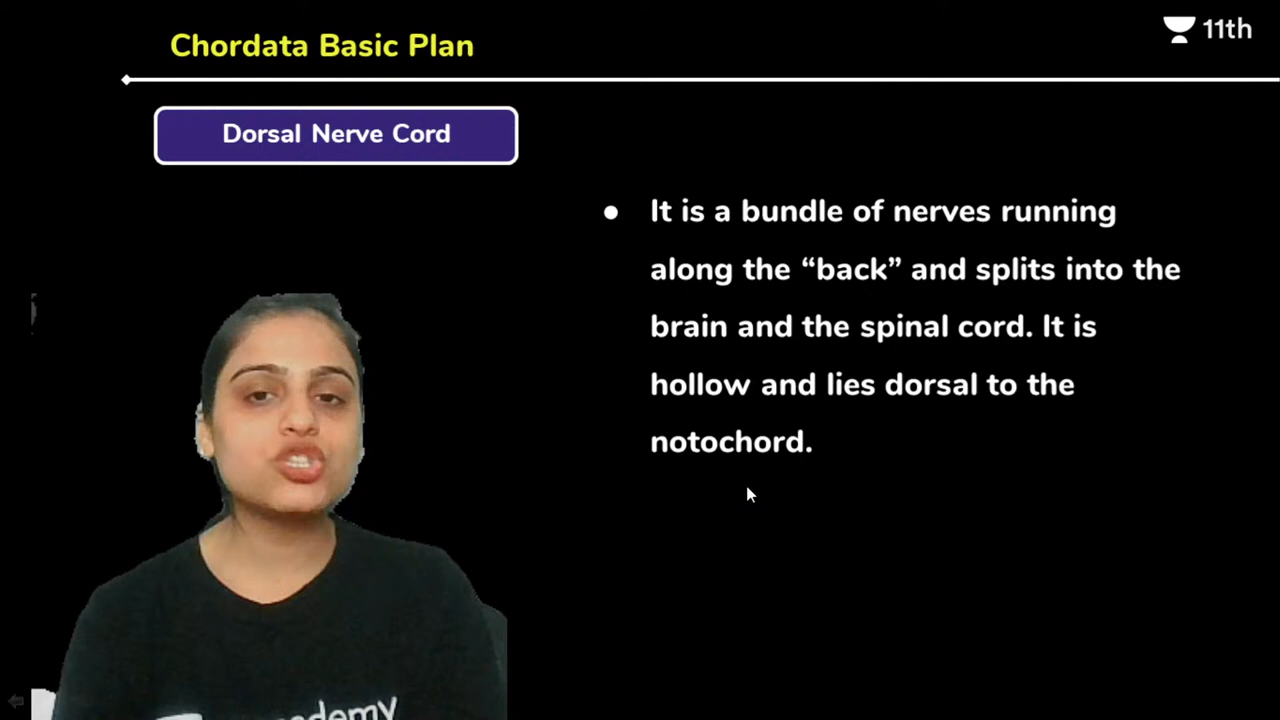 Chordata Basic Plan
11th
Dorsal Nerve Cord
● It is a bundle of nerves running
along the “back” and splits into the
brain and the spinal cord. It is
hollow and lies dorsal to the
notochord.